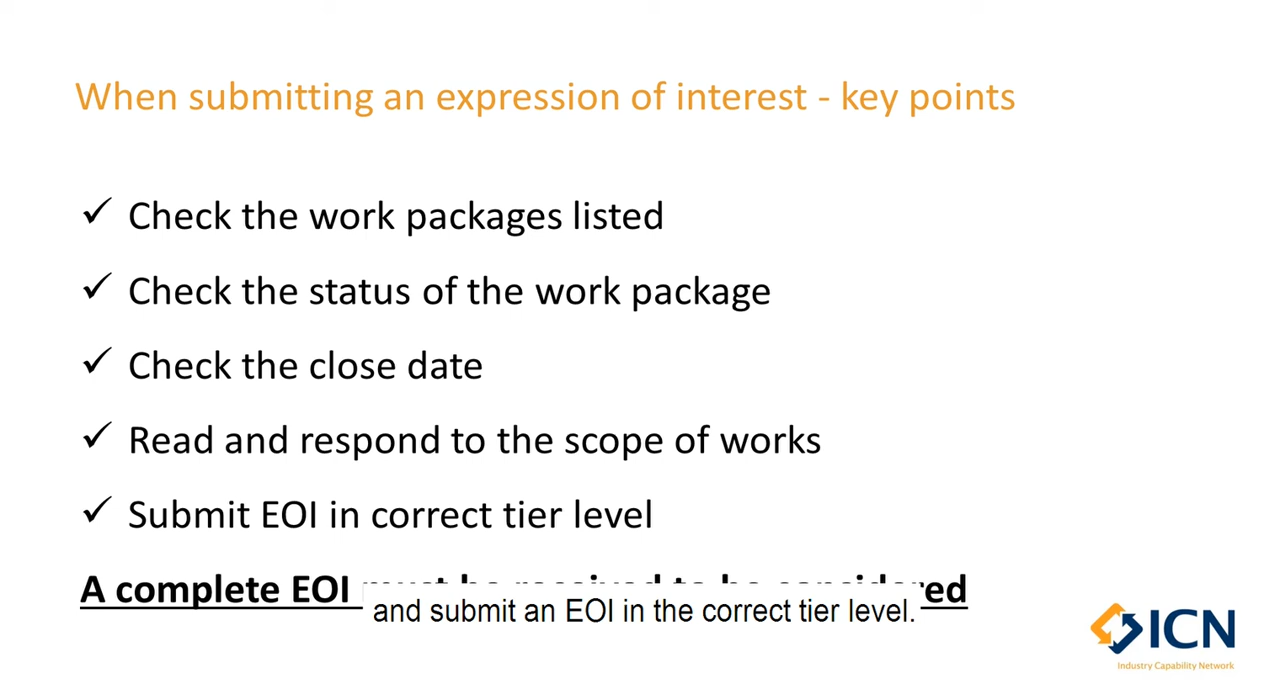 When submitting an expression of interest - key points
✓ Check the work packages listed
✓ Check the status of the work package
✓ Check the close date
✓ Read and respond to the scope of works
✓ Submit EOI in correct tier level
A complete EOI must be received to be considered
and submit an EOI in the correct tier level.
ICN
Industry Capability Network